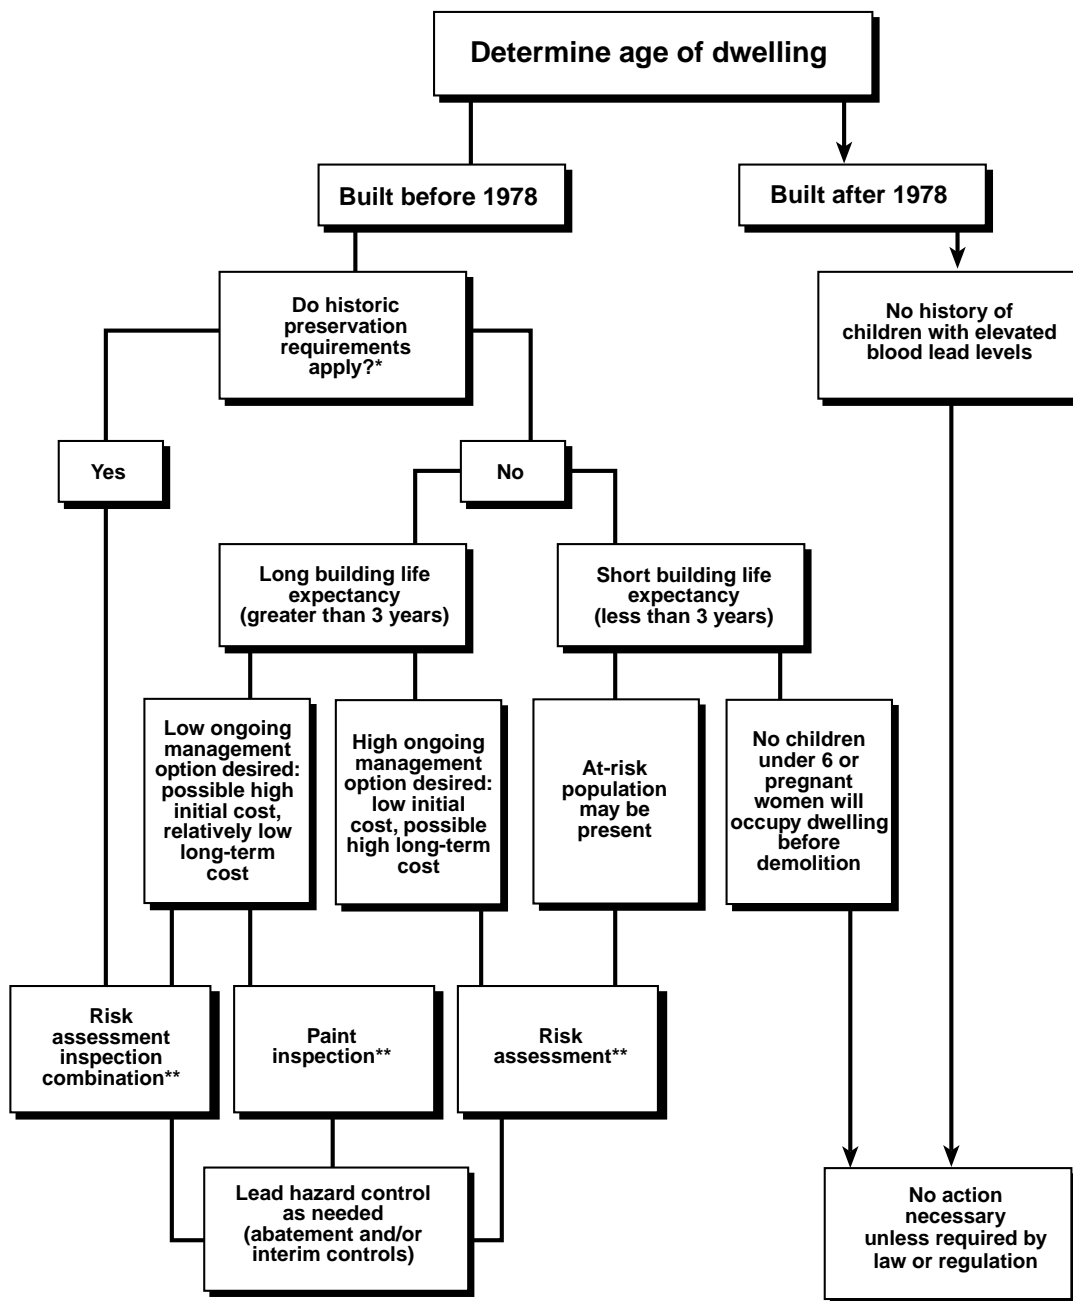 Determine age of dwelling
Built before 1978
Built after 1978
Do historic
preservation
requirements
apply?*
No history of
children with elevated
blood lead levels
Yes
No
Long building life
expectancy
(greater than 3 years)
Short building life
expectancy
(less than 3 years)
Low ongoing
management
option desired:
possible high
initial cost,
relatively low
long-term
cost
High ongoing
management
option desired:
low initial
cost, possible
high long-term
cost
At-risk
population
may be
present
No children
under 6 or
pregnant
women will
occupy dwelling
before
demolition
Risk
assessment
inspection
combination**
Paint
inspection**
Risk
assessment**
Lead hazard control
as needed
(abatement and/or
interim controls)
No action
necessary
unless required by
law or regulation